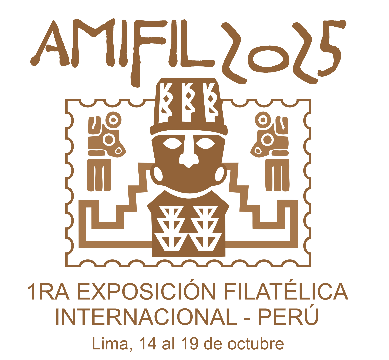 AMIFIL 2025
1RA EXPOSICIÓN FILATÉLICA
INTERNACIONAL - PERÚ
Lima, 14 al 19 de octubre